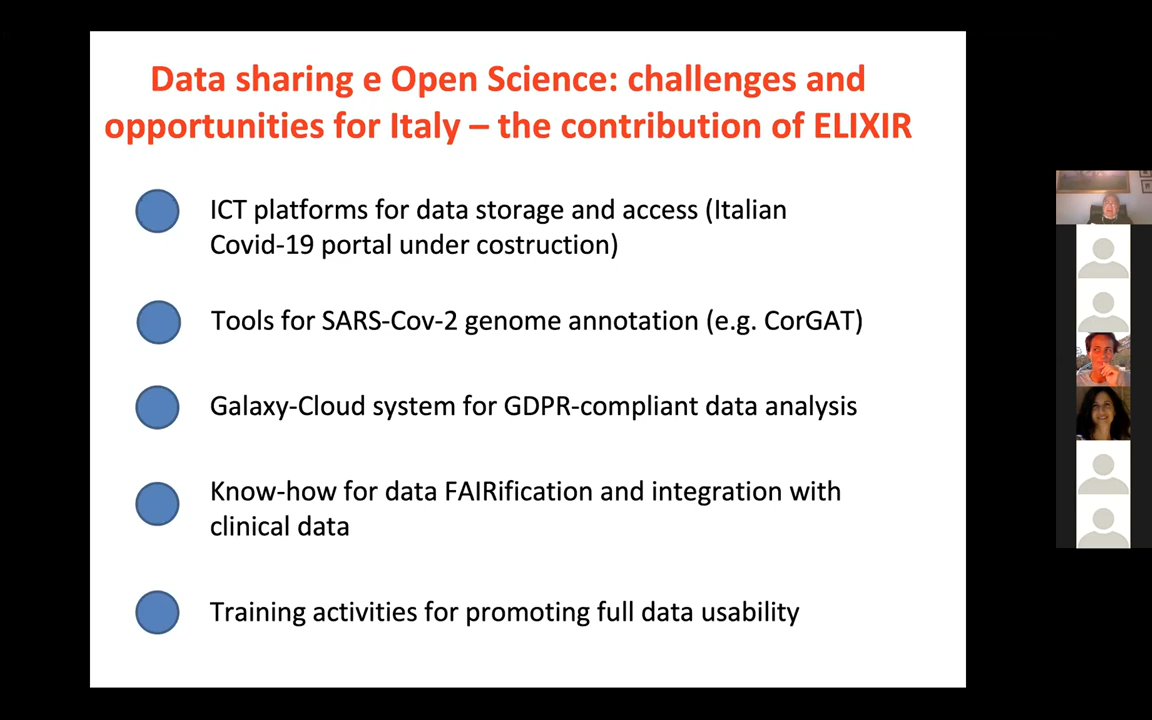 Data sharing e Open Science: challenges and
opportunities for Italy – the contribution of ELIXIR
ICT platforms for data storage and access (Italian
Covid-19 portal under costruction)
Tools for SARS-Cov-2 genome annotation (e.g. CorGAT)
Galaxy-Cloud system for GDPR-compliant data analysis
Know-how for data FAIRification and integration with
clinical data
Training activities for promoting full data usability